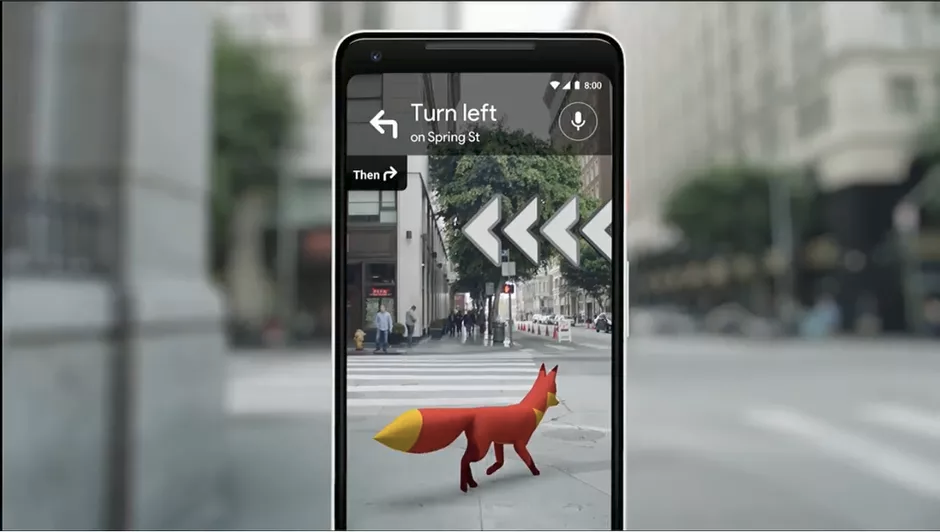 8:00
Turn left
on Spring St
Then